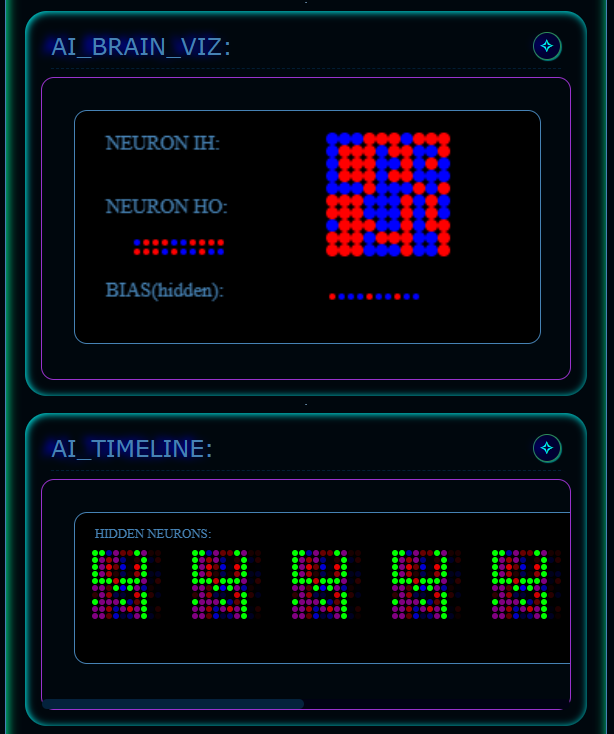 AI_BRAIN_VIZ:
NEURON IH:
NEURON HO:
BIAS(hidden):
AI_TIMELINE:
HIDDEN NEURONS: